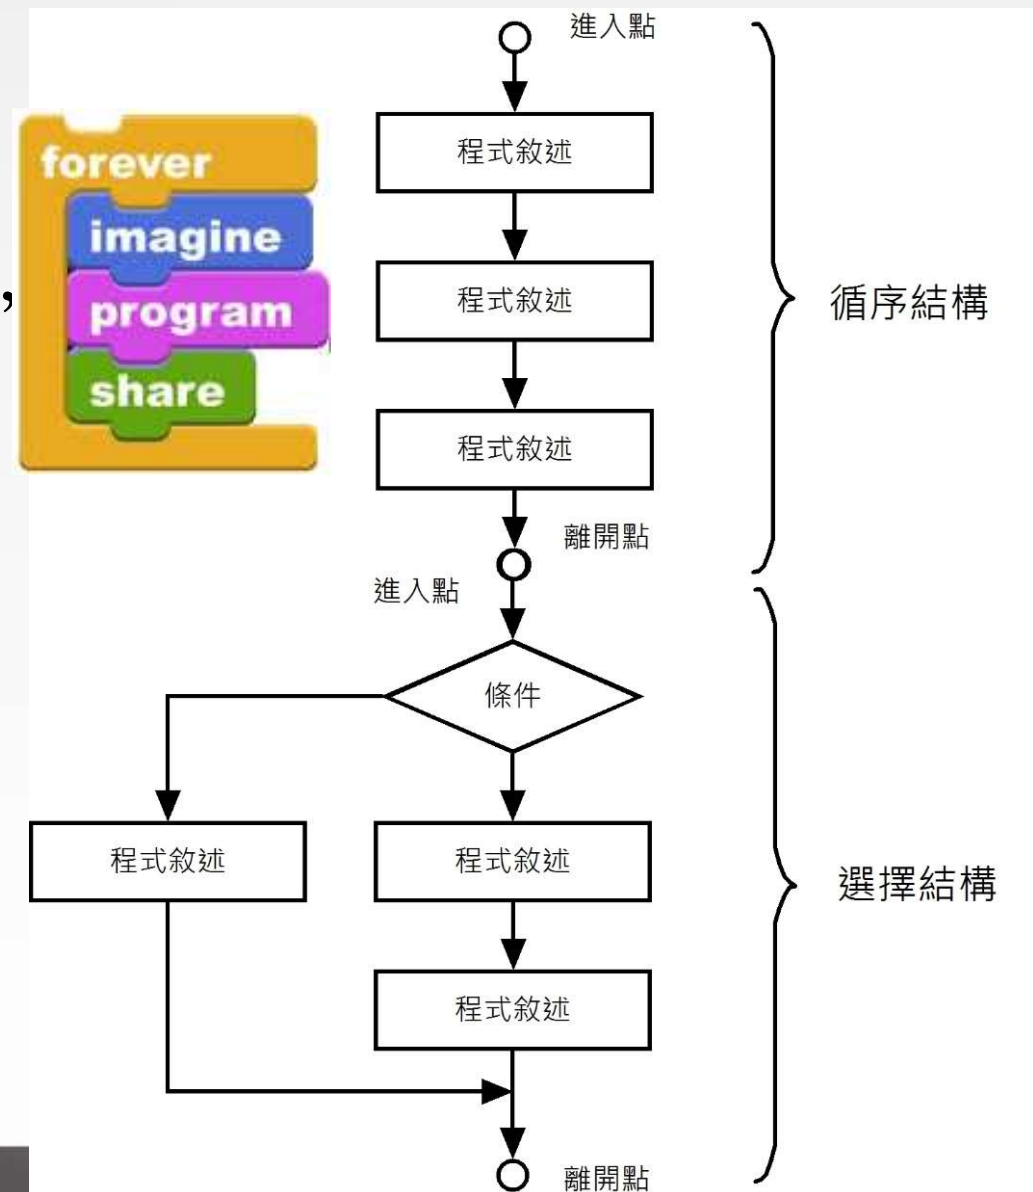 進入點
forever
imagine
program
share
，
程式敘述
程式敘述
程式敘述
循序結構
離開點
進入點
條件
程式敘述
程式敘述
程式敘述
選擇結構
離開點